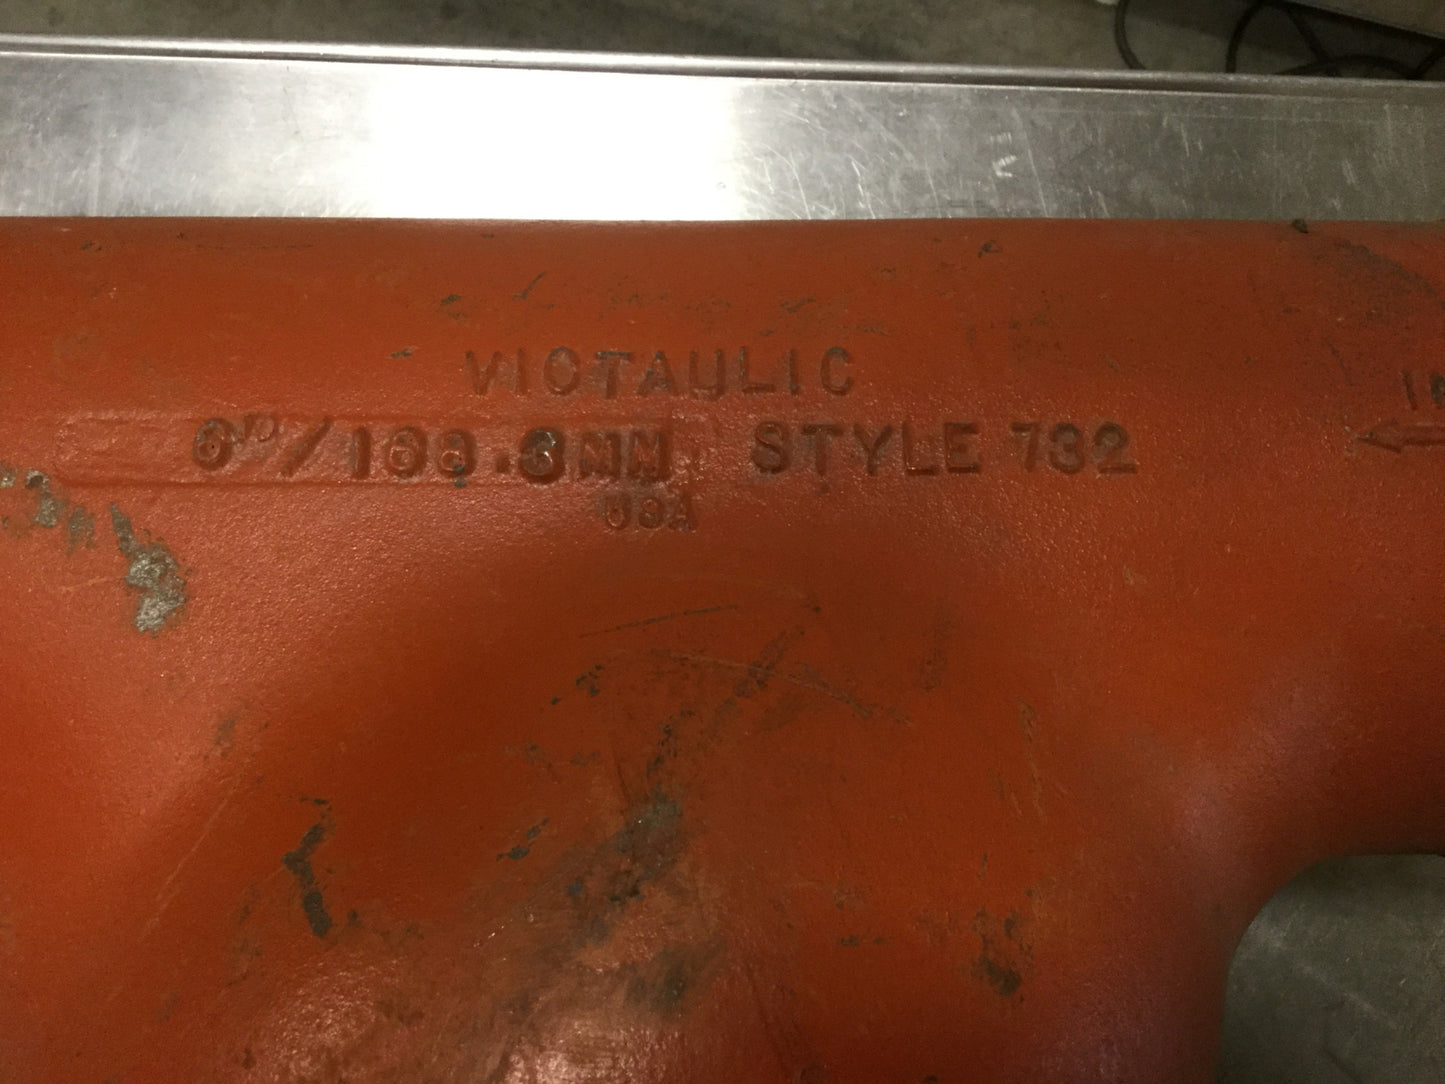 VICTAULIC
6"/168.3MM STYLE 732
USA